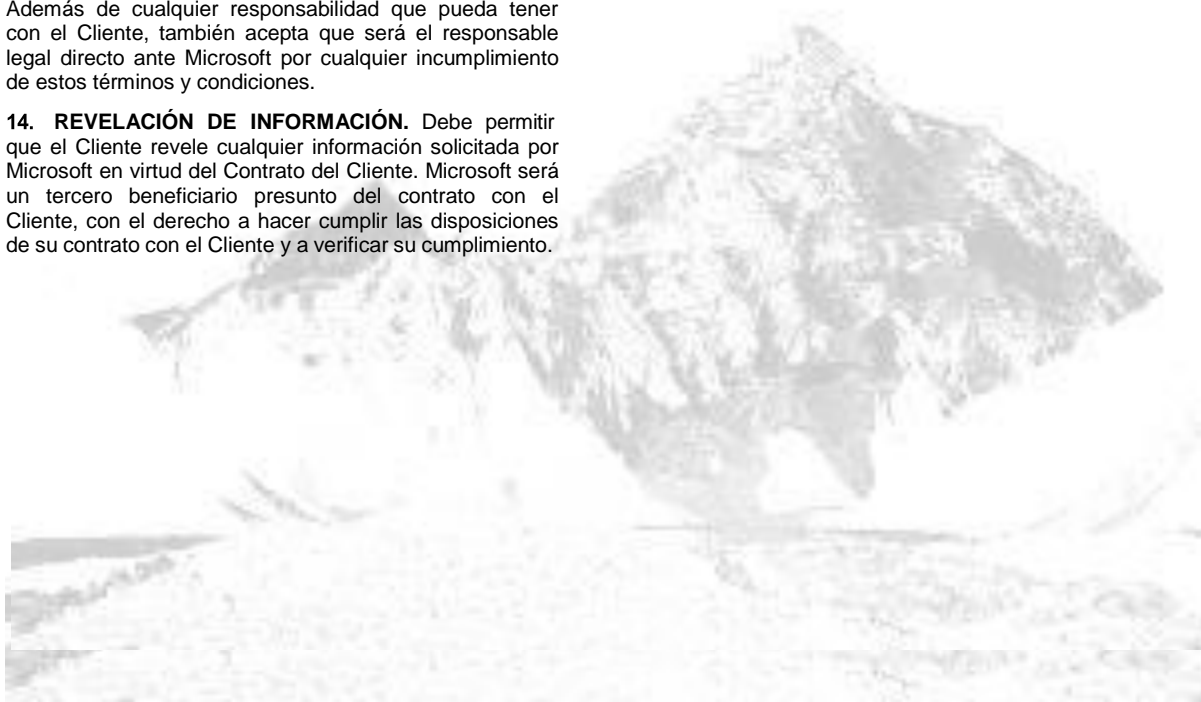 Además de cualquier responsabilidad que pueda tener
con el Cliente, también acepta que será el responsable
legal directo ante Microsoft por cualquier incumplimiento
de estos términos y condiciones.
14. REVELACIÓN DE INFORMACIÓN. Debe permitir
que el Cliente revele cualquier información solicitada por
Microsoft en virtud del Contrato del Cliente. Microsoft será
un tercero beneficiario presunto del contrato con el
Cliente, con el derecho a hacer cumplir las disposiciones
de su contrato con el Cliente y a verificar su cumplimiento.